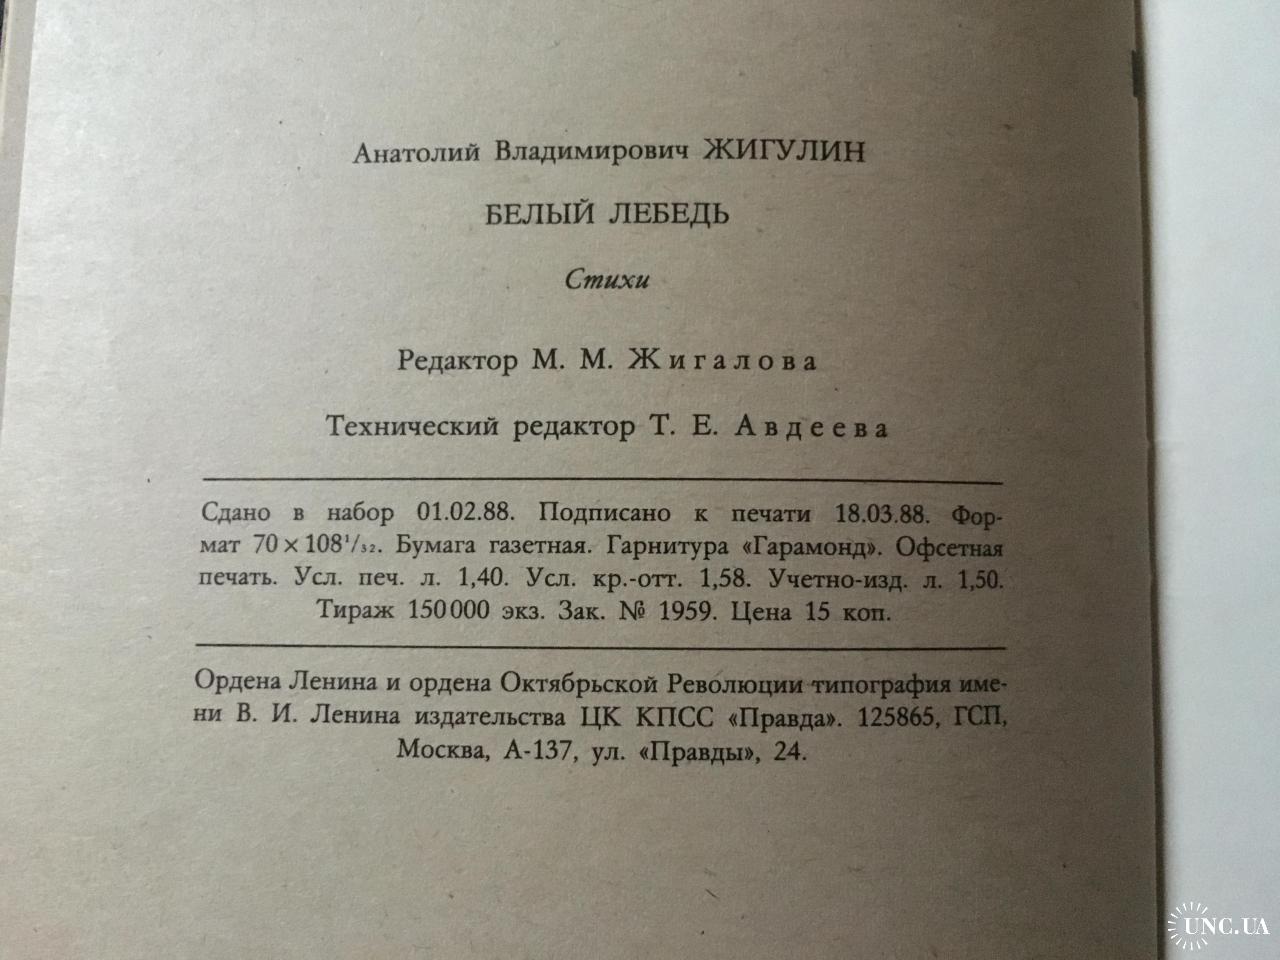 Анатолий Владимирович ЖИГУЛИН
БЕЛЫЙ ЛЕБЕДЬ
Стихи
Редактор М. М. Жигалова
Технический редактор Т. Е. Авдеева
Сдано в набор 01.02.88. Подписано к печати 18.03.88. Фор-
мат 70×108¹/₃₂. Бумага газетная. Гарнитура «Гарамонд». Офсетная
печать. Усл. печ. л. 1,40. Усл. кр.-отт. 1,58. Учетно-изд. л. 1,50.
Тираж 150000 экз. Зак. № 1959. Цена 15 коп.
Ордена Ленина и ордена Октябрьской Революции типография име-
ни В. И. Ленина издательства ЦК КПСС «Правда». 125865, ГСП,
Москва, А-137, ул. «Правды», 24.
UNC.UA